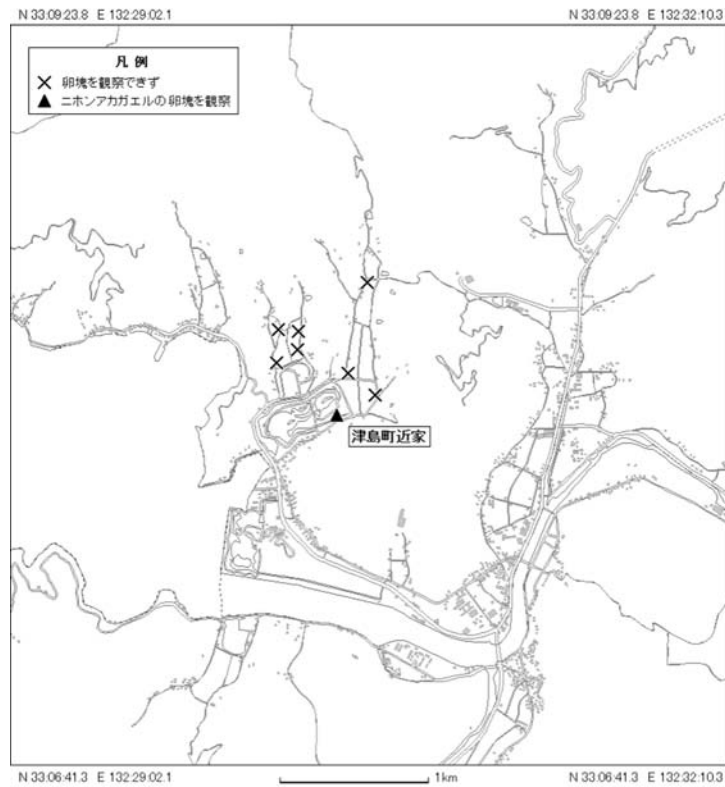 N 33:09:23.8 E 132:29:02.1
N 33:09:23.8 E 132:32:10.3
凡 例
× 卵塊を観察できず
▲ ニホンアカガエルの卵塊を観察
津島町近家
N 33:06:41.3 E 132:29:02.1
1km
N 33:06:41.3 E 132:32:10.3